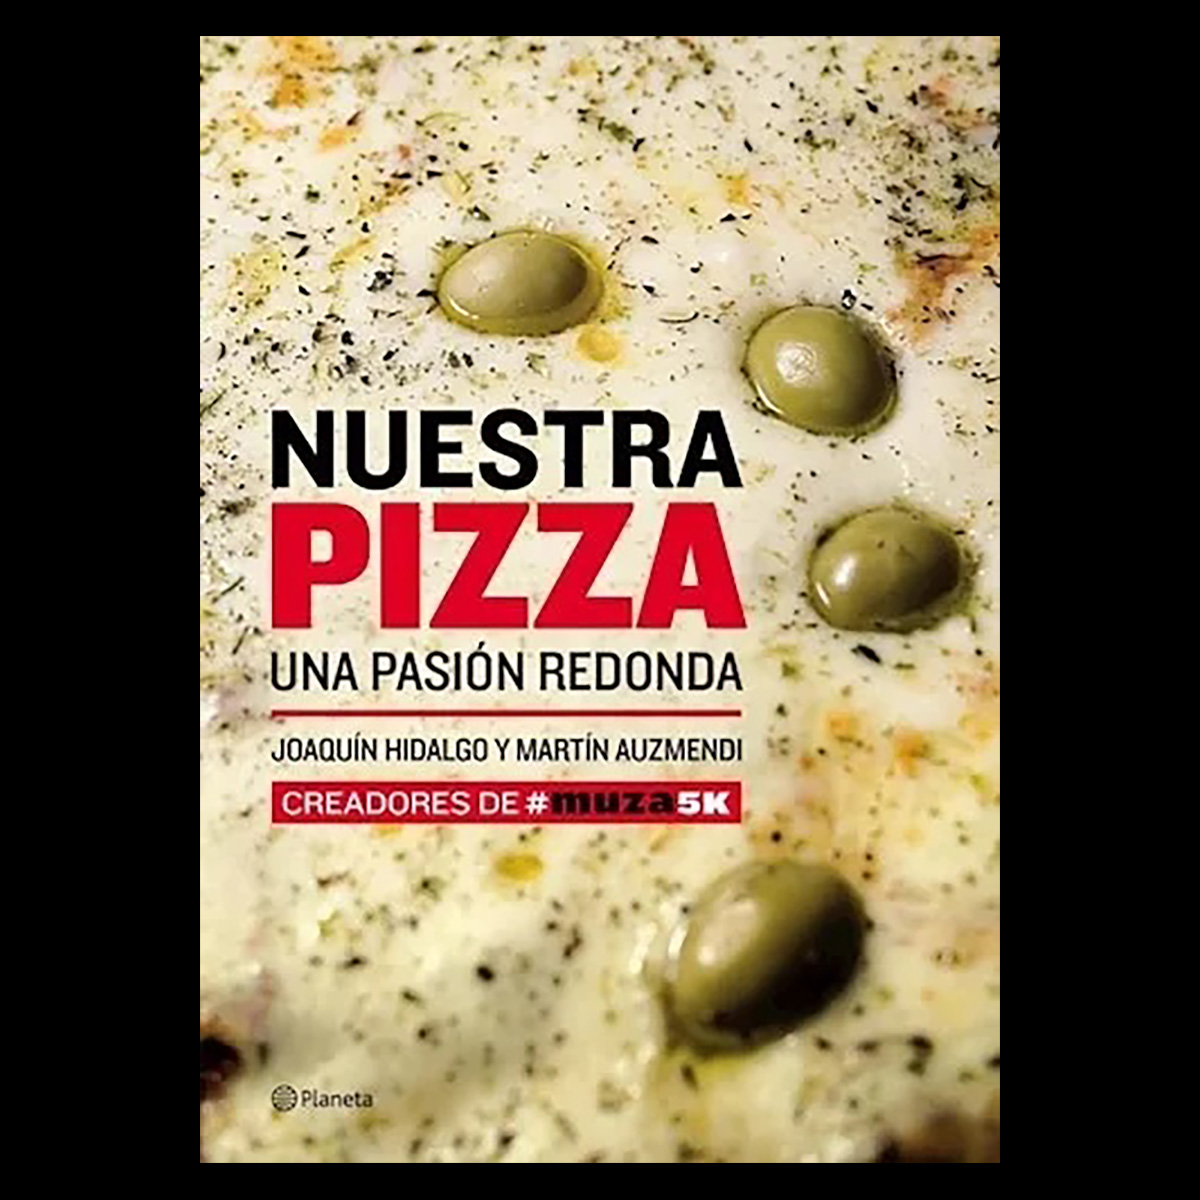 NUESTRA
PIZZA
UNA PASIÓN REDONDA
JOAQUÍN HIDALGO Y MARTÍN AUZMENDI
CREADORES DE #muza5K
Planeta